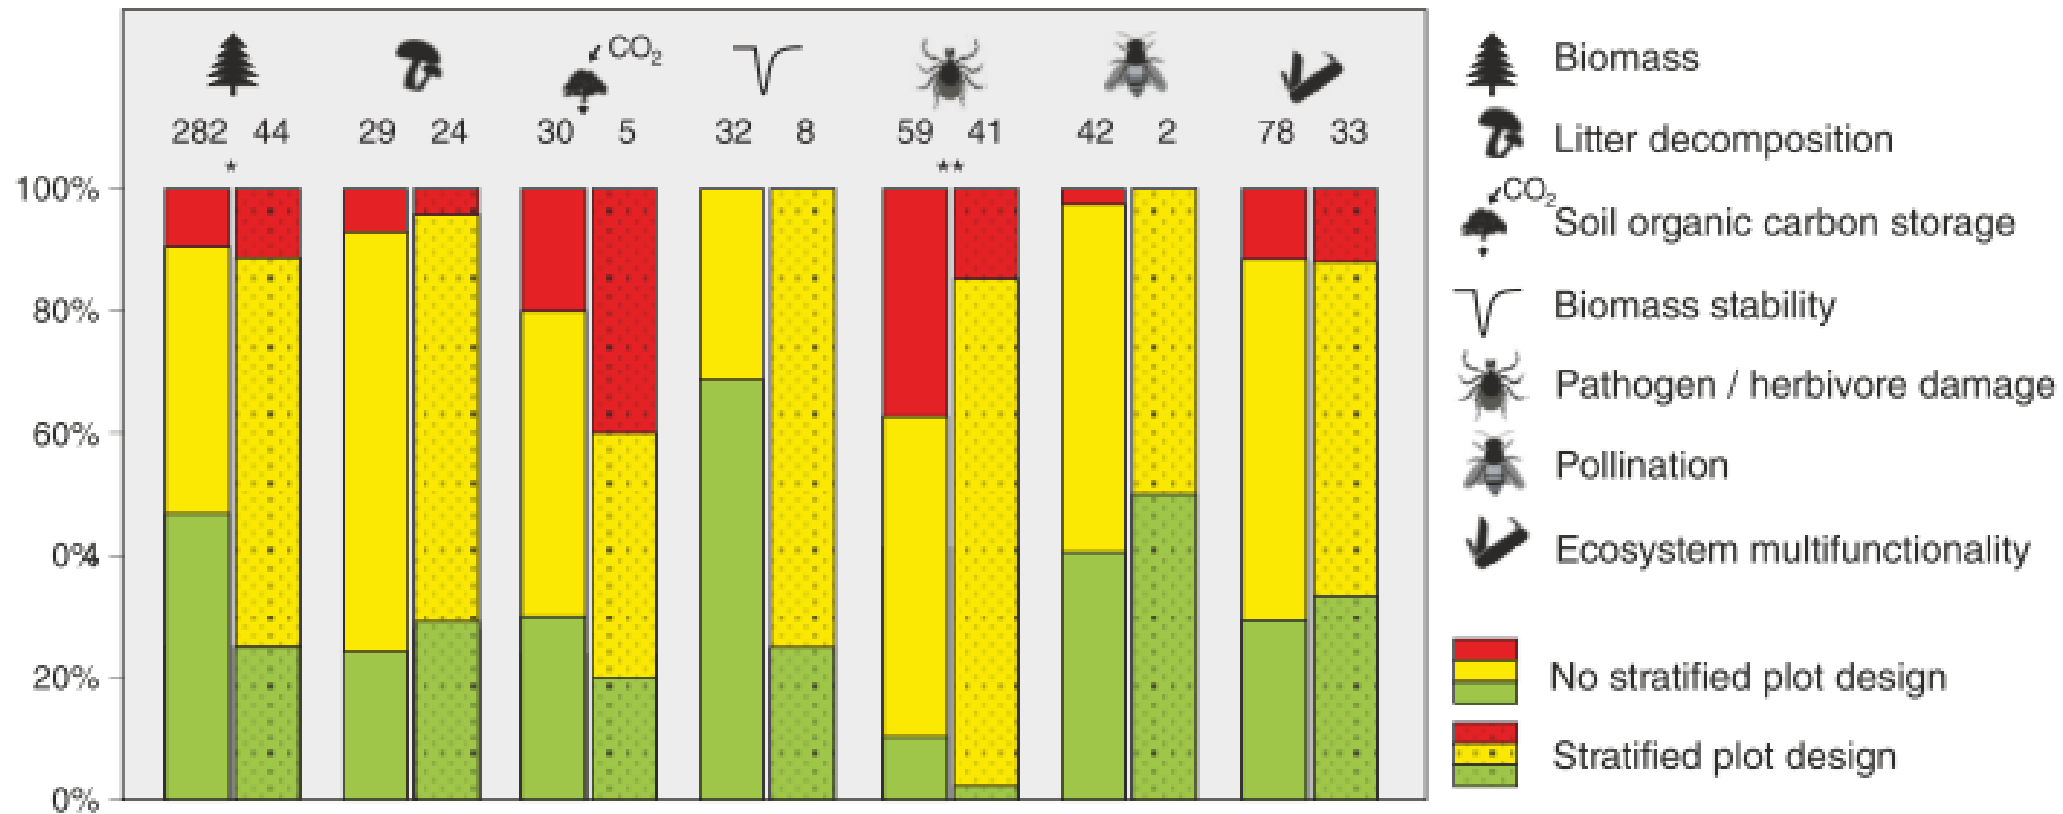 CO2
282 44 29 24 30 5 32 8 59 41 42 2 78 33
* **
100%
80%
60%
0%4
20%
0%
Biomass
Litter decomposition
CO2
Soil organic carbon storage
Biomass stability
Pathogen / herbivore damage
Pollination
Ecosystem multifunctionality
No stratified plot design
Stratified plot design